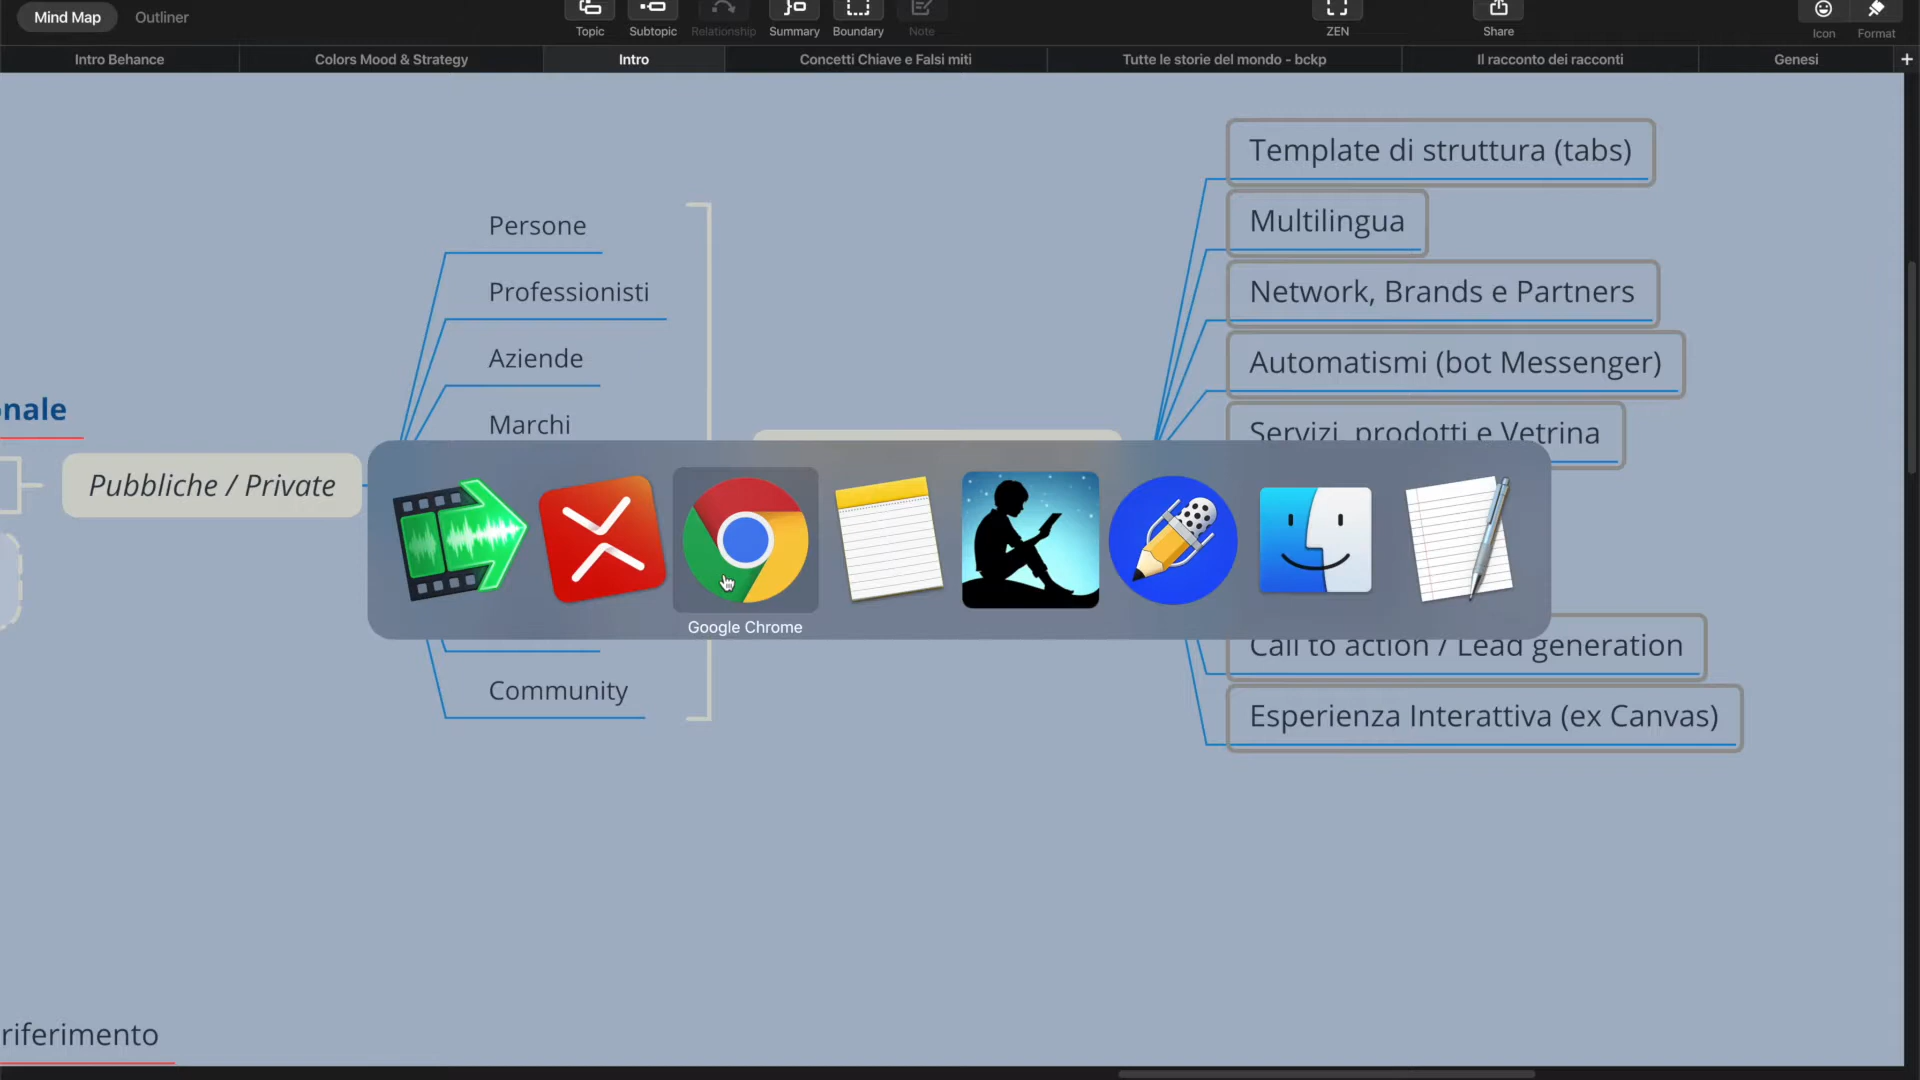 Mind Map
Outliner
Topic
Subtopic
Relationship
Summary
Boundary
Note
ZEN
Share
Icon
Format
Intro Behance
Colors Mood & Strategy
Intro
Concetti Chiave e Falsi miti
Tutte le storie del mondo - bckp
Il racconto dei racconti
Genesi
+
onale
Pubbliche / Private
Persone
Professionisti
Aziende
Marchi
Community
Template di struttura (tabs)
Multilingua
Network, Brands e Partners
Automatismi (bot Messenger)
Servizi, prodotti e Vetrina
Call to action / Lead generation
Esperienza Interattiva (ex Canvas)
Google Chrome
riferimento